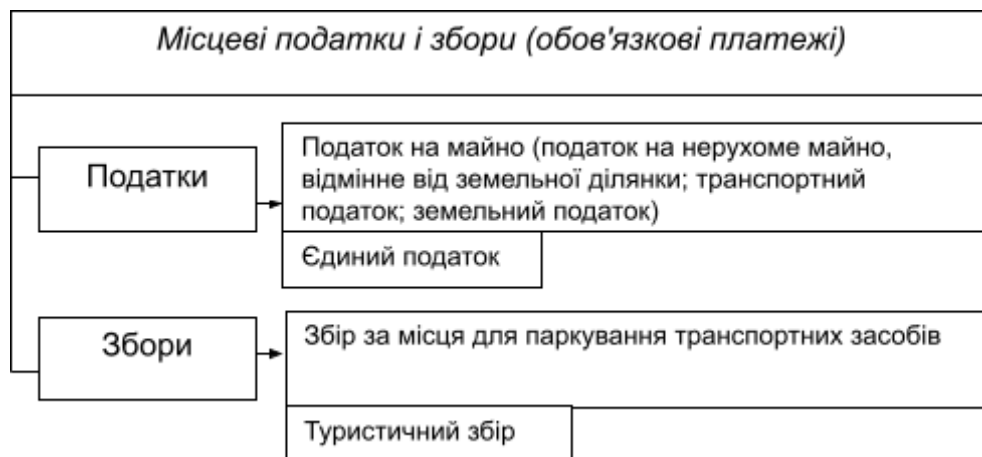 Місцеві податки і збори (обов'язкові платежі)
Податки
Податок на майно (податок на нерухоме майно,
відмінне від земельної ділянки; транспортний
податок; земельний податок)
Єдиний податок
Збори
Збір за місця для паркування транспортних засобів
Туристичний збір